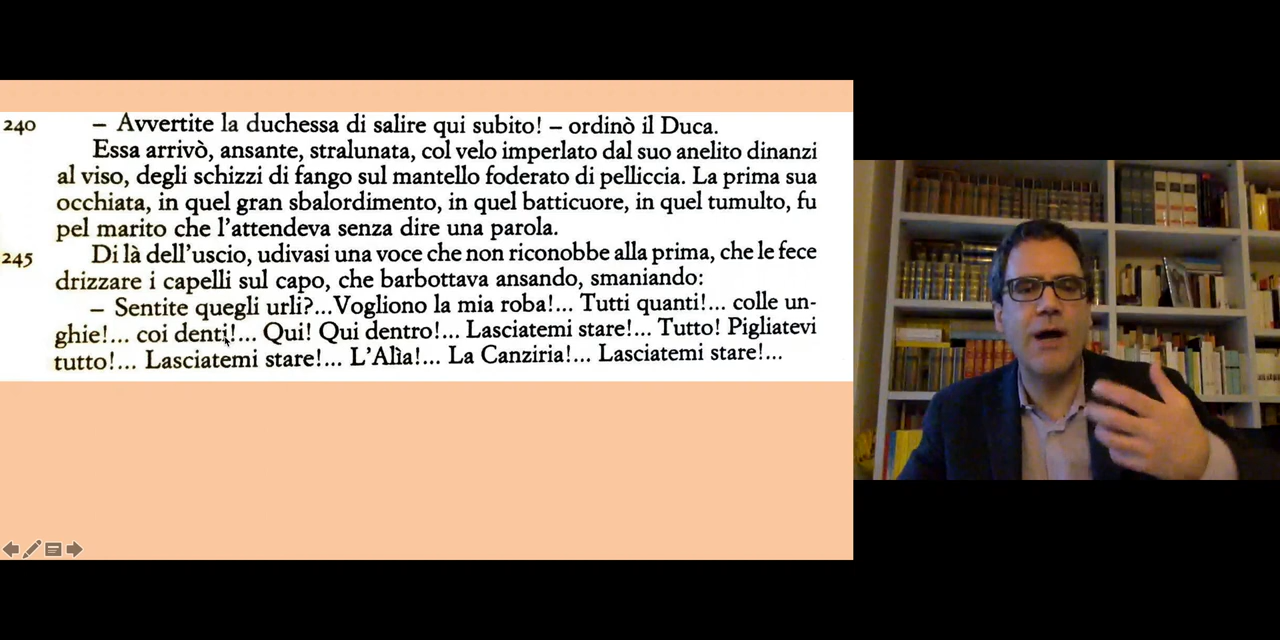 240 – Avvertite la duchessa di salire qui subito! – ordinò il Duca.
Essa arrivò, ansante, stralunata, col velo imperlato dal suo anelito dinanzi
al viso, degli schizzi di fango sul mantello foderato di pelliccia. La prima sua
occhiata, in quel gran sbalordimento, in quel batticuore, in quel tumulto, fu
pel marito che l'attendeva senza dire una parola.
245 Di là dell'uscio, udivasi una voce che non riconobbe alla prima, che le fece
drizzare i capelli sul capo, che barbottava ansando, smaniando:
– Sentite quegli urli?...Vogliono la mia roba!... Tutti quanti!... colle un-
ghie!... coi denti!... Qui! Qui dentro!... Lasciatemi stare!... Tutto! Pigliatevi
tutto!... Lasciatemi stare!... L'Alìa!... La Canziria!... Lasciatemi stare!...